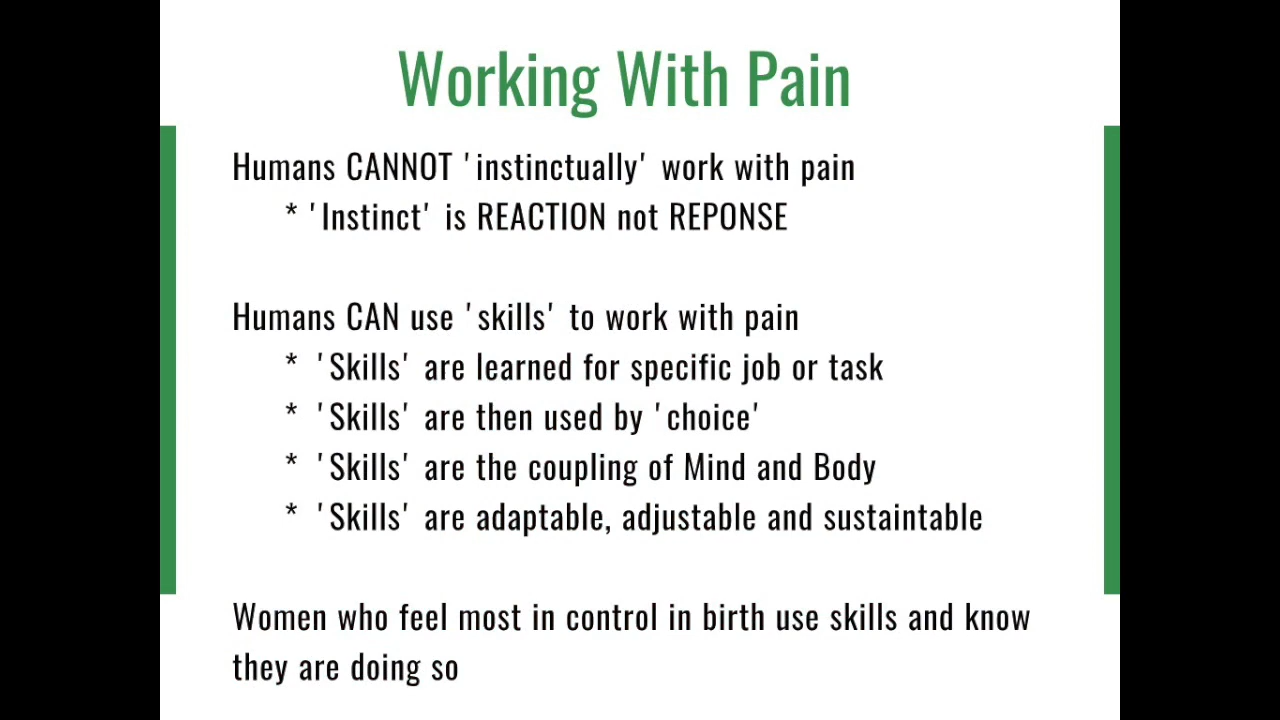 Working With Pain
Humans CANNOT 'instinctually' work with pain
* 'Instinct' is REACTION not REPONSE
Humans CAN use 'skills' to work with pain
* 'Skills' are learned for specific job or task
* 'Skills' are then used by 'choice'
* 'Skills' are the coupling of Mind and Body
* 'Skills' are adaptable, adjustable and sustaintable
Women who feel most in control in birth use skills and know
they are doing so